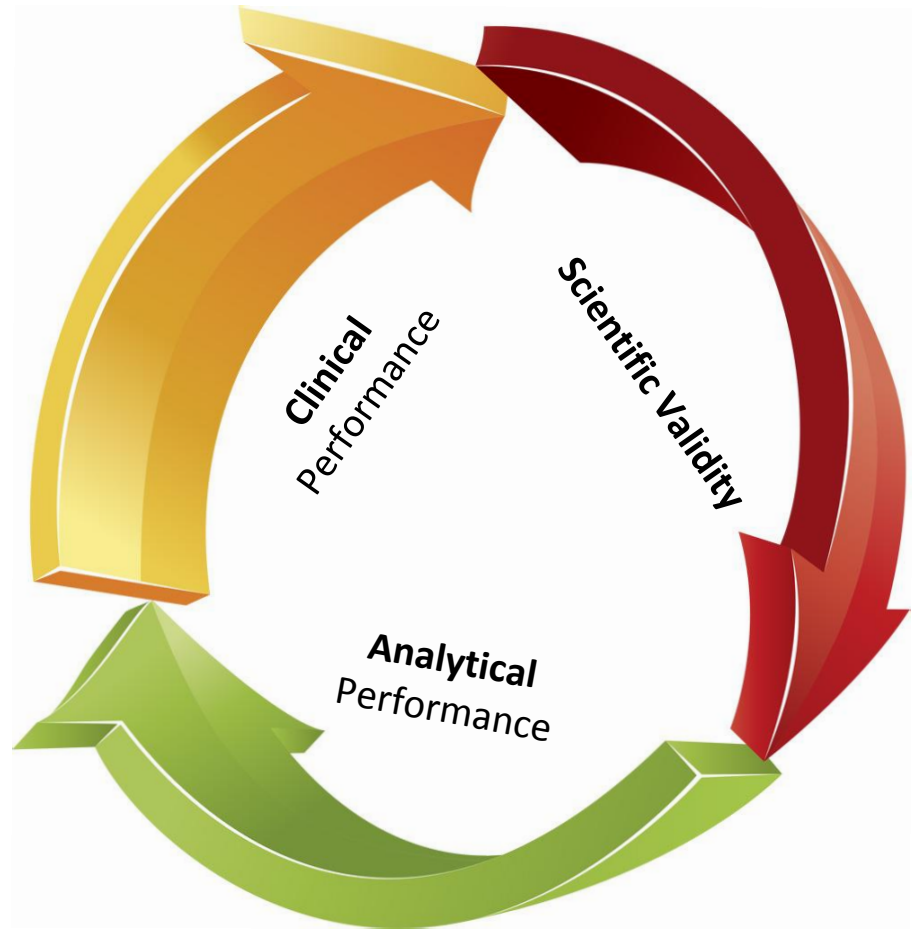 Clinical
Performance
Scientific Validity
Analytical
Performance